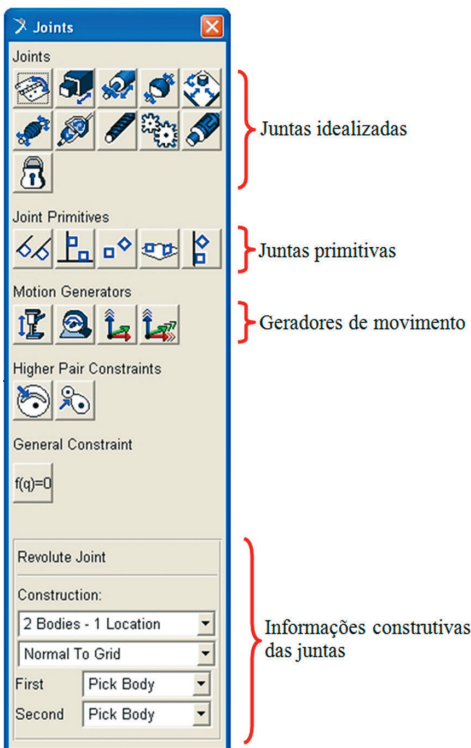 Joints
Joints
Juntas idealizadas
Joint Primitives
Juntas primitivas
Motion Generators
Geradores de movimento
Higher Pair Constraints
General Constraint
f(q)=0
Revolute Joint
Construction:
2 Bodies - 1 Location
Normal To Grid
First Pick Body
Second Pick Body
Informações construtivas
das juntas